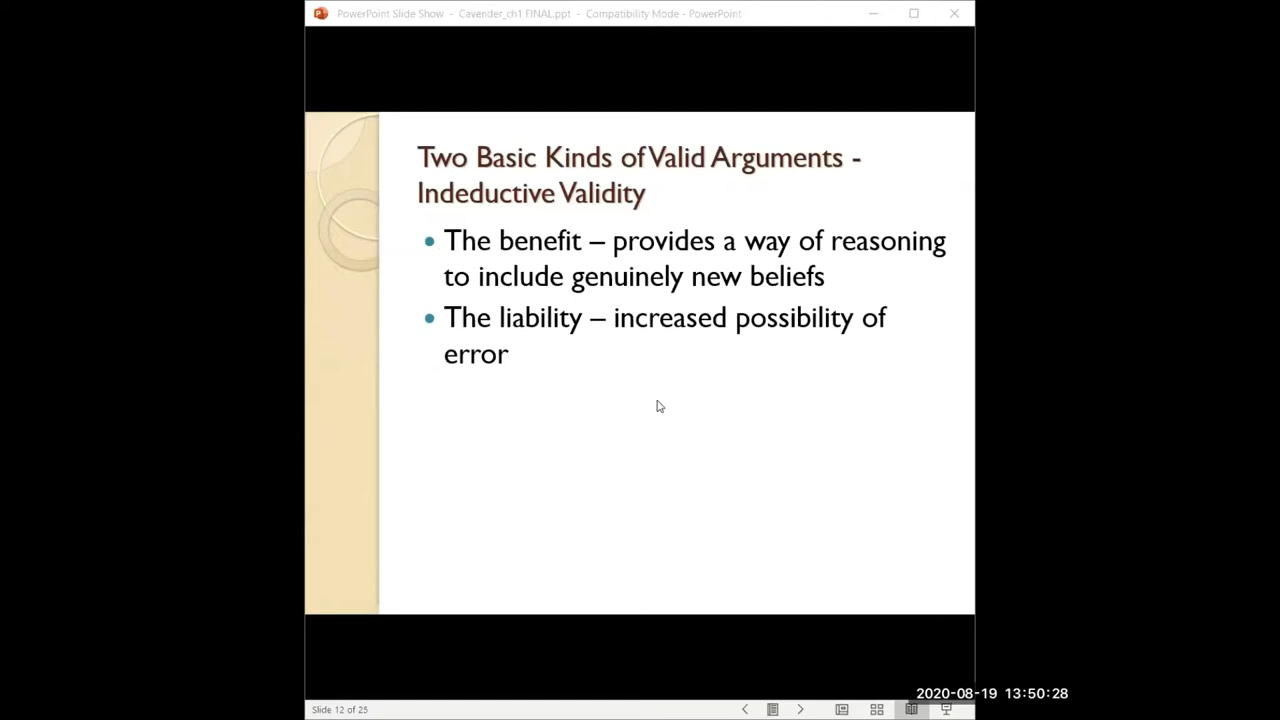 PowerPoint Slide Show - Cavender_ch1 FINAL.ppt - Compatibility Mode - PowerPoint
Two Basic Kinds of Valid Arguments -
Indeductive Validity
• The benefit – provides a way of reasoning
to include genuinely new beliefs
• The liability – increased possibility of
error
2020-08-19 13:50:28
Slide 12 of 25